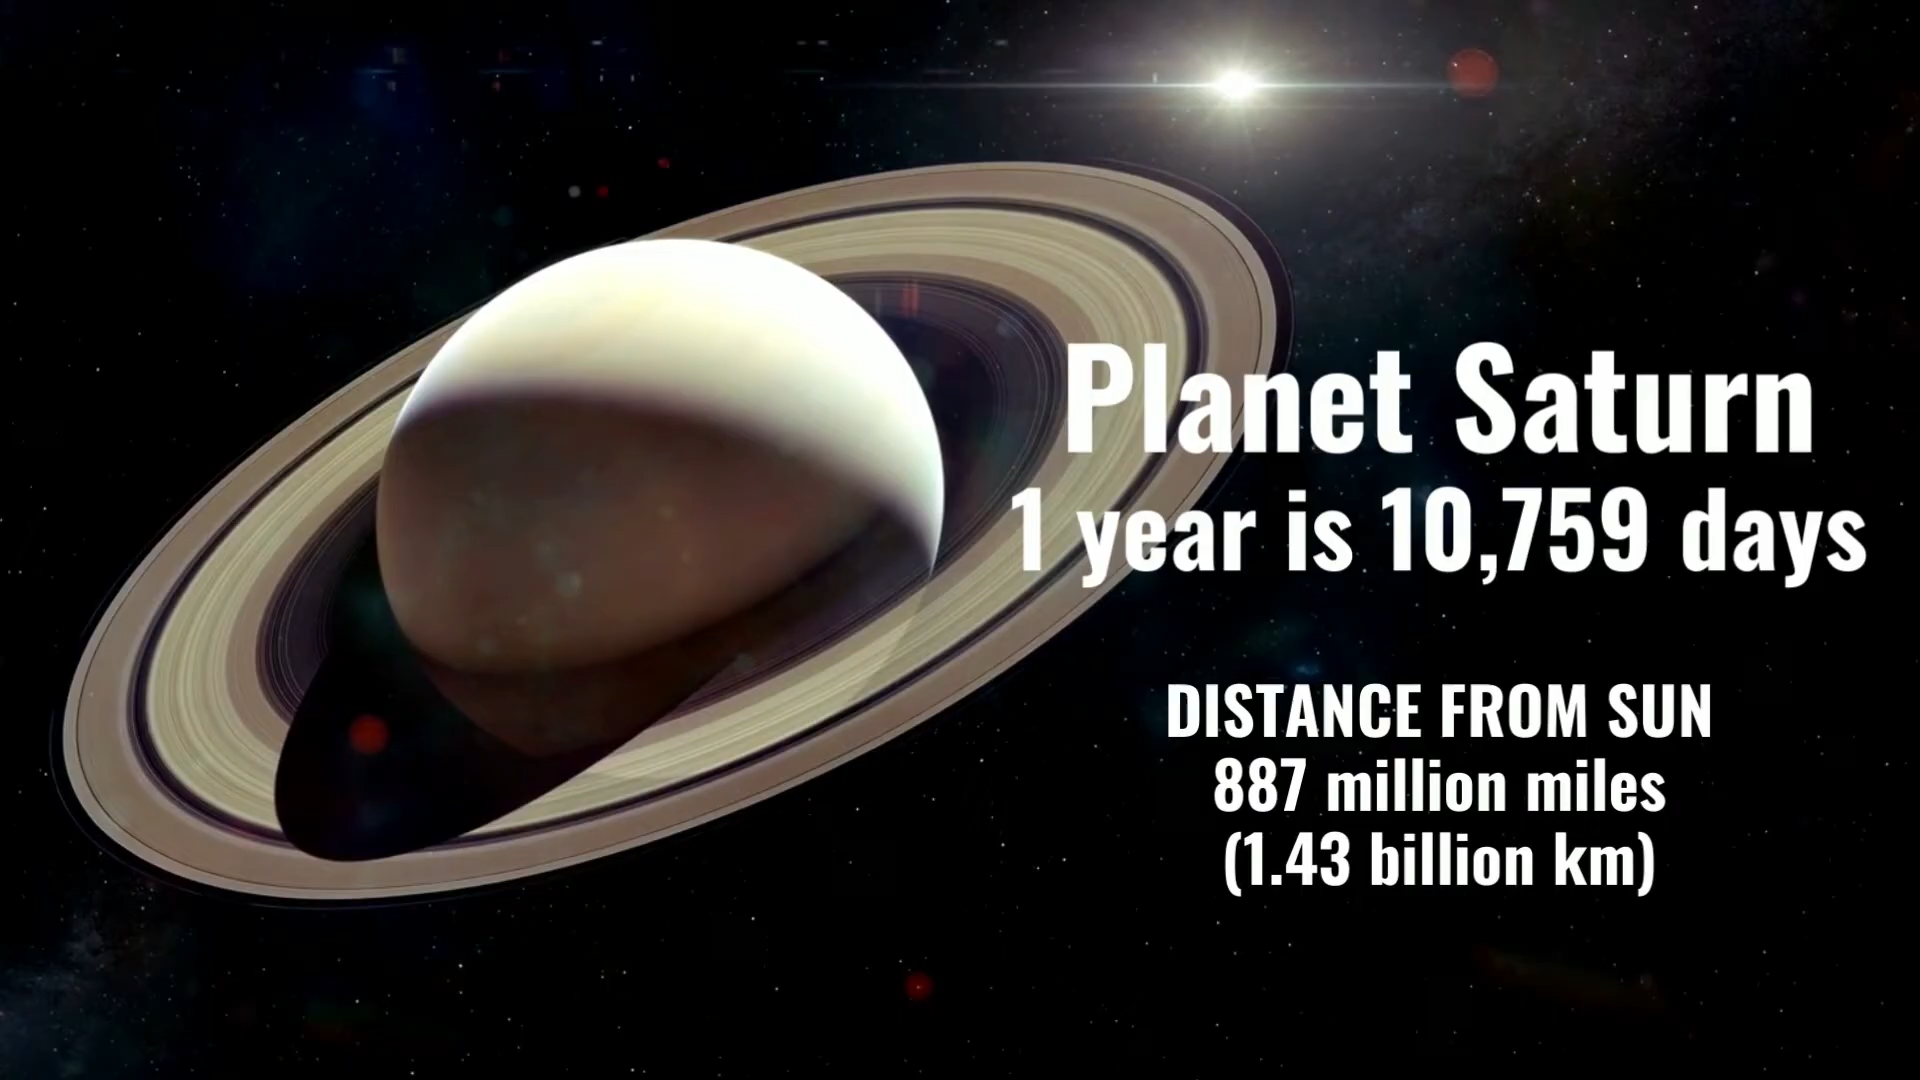 Planet Saturn
1 year is 10,759 days
DISTANCE FROM SUN
887 million miles
(1.43 billion km)